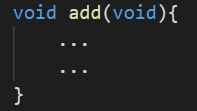 void add(void){
    ...
    ...
}